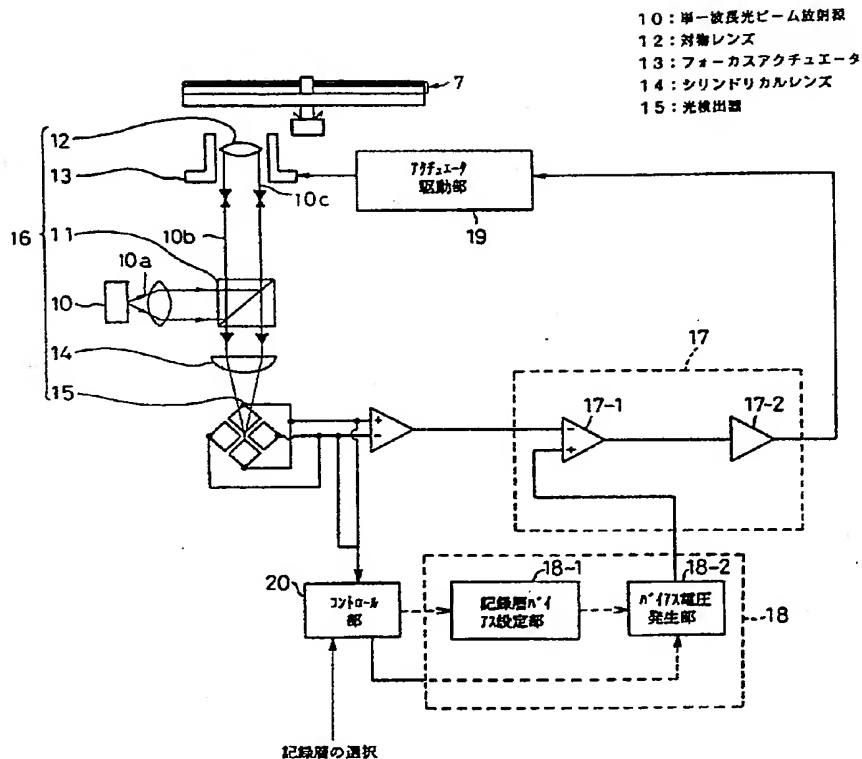 10：単一波長光ビーム放射源
12：対物レンズ
13：フォーカスアクチュエータ
14：シリンドリカルレンズ
15：光検出器
7
12
13
10c
アクチュエータ
駆動部
19
16
11
10b
10a
10
14
15
17
17-1
17-2
+
−
−
+
20
コントロール
部
18-1
記録層バイ
アス設定部
18-2
バイアス電圧
発生部
18
記録層の選択